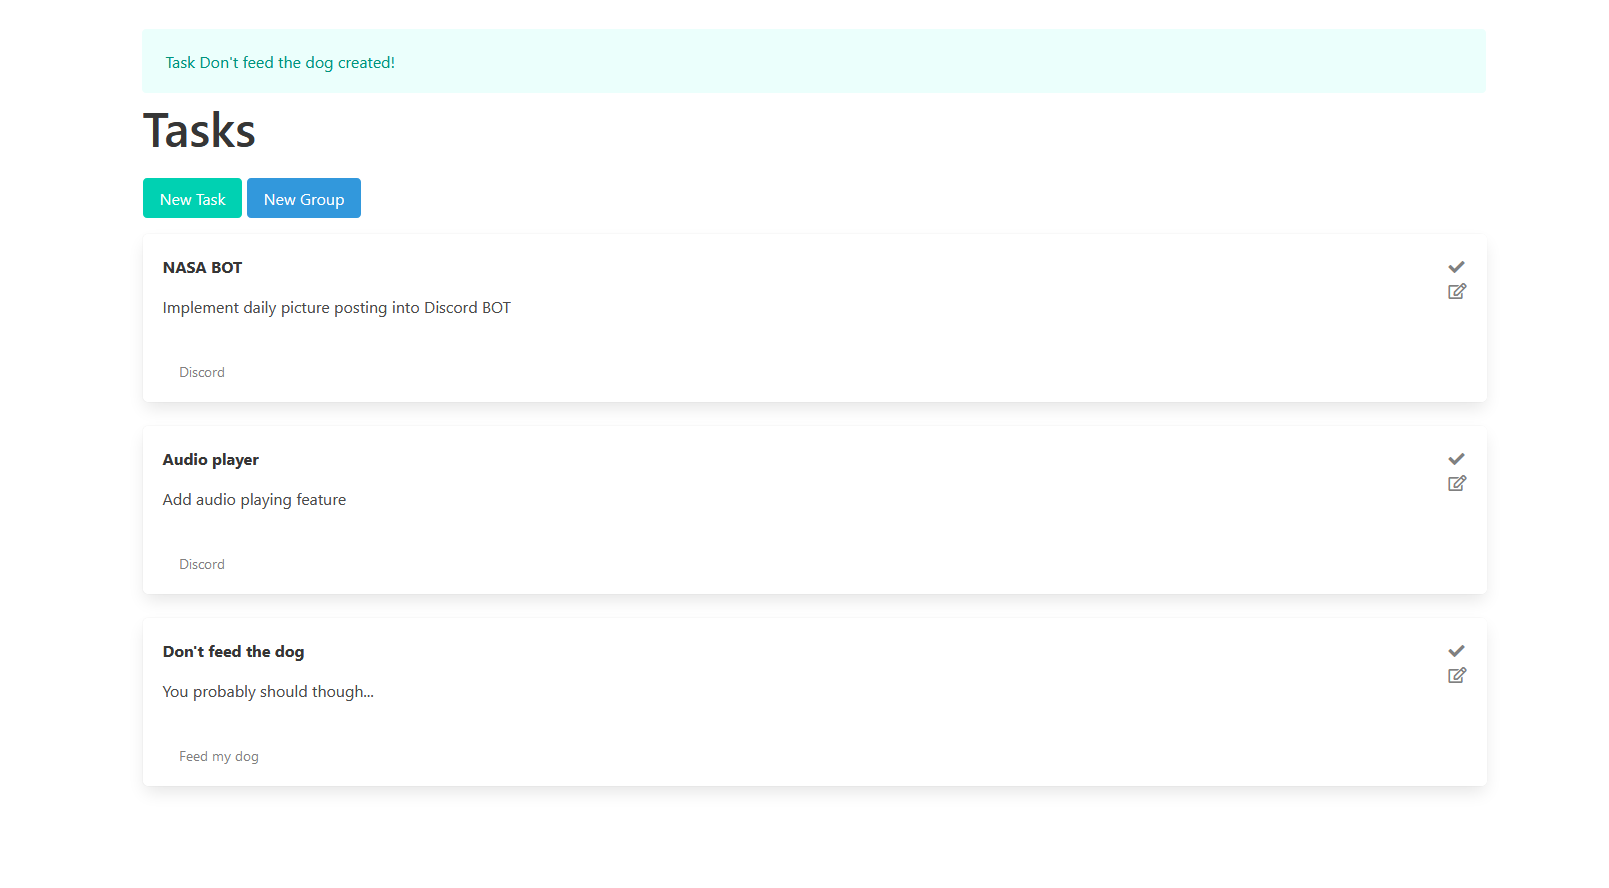 Task Don't feed the dog created!
Tasks
New Task New Group
NASA BOT
Implement daily picture posting into Discord BOT
Discord
Audio player
Add audio playing feature
Discord
Don't feed the dog
You probably should though...
Feed my dog